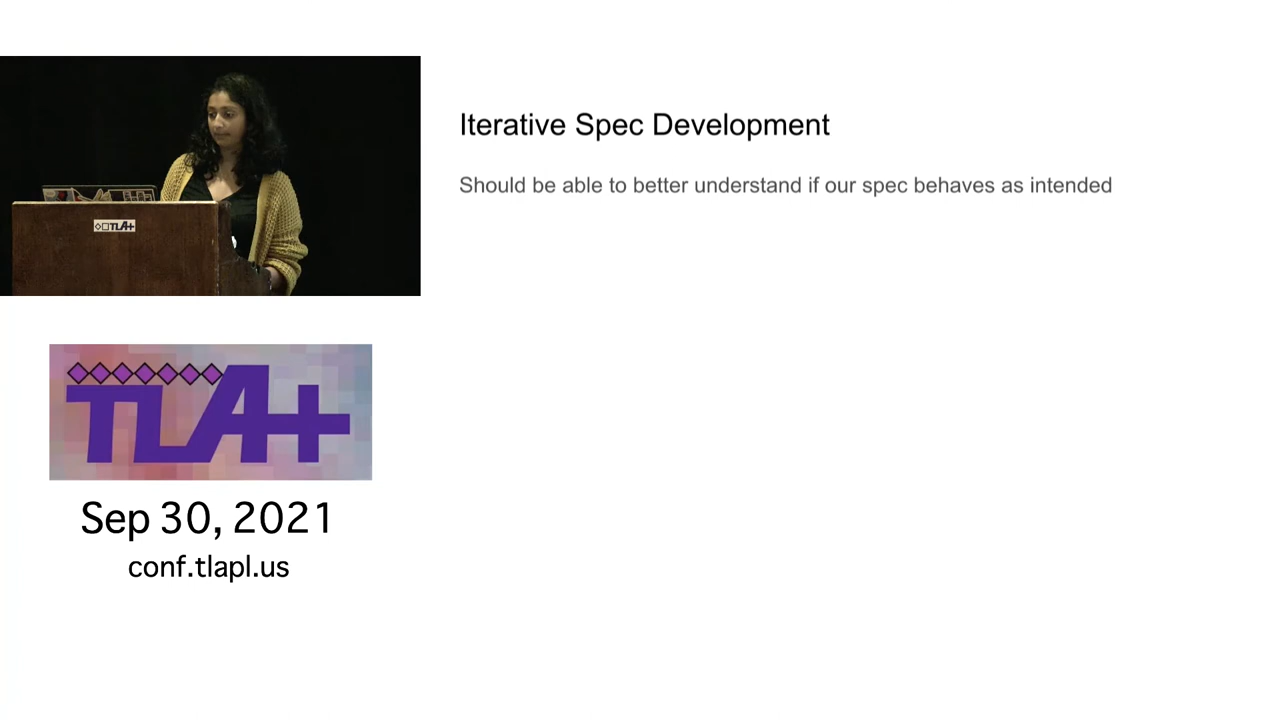 Iterative Spec Development
Should be able to better understand if our spec behaves as intended
TLA+
TLA+
Sep 30, 2021
conf.tlapl.us